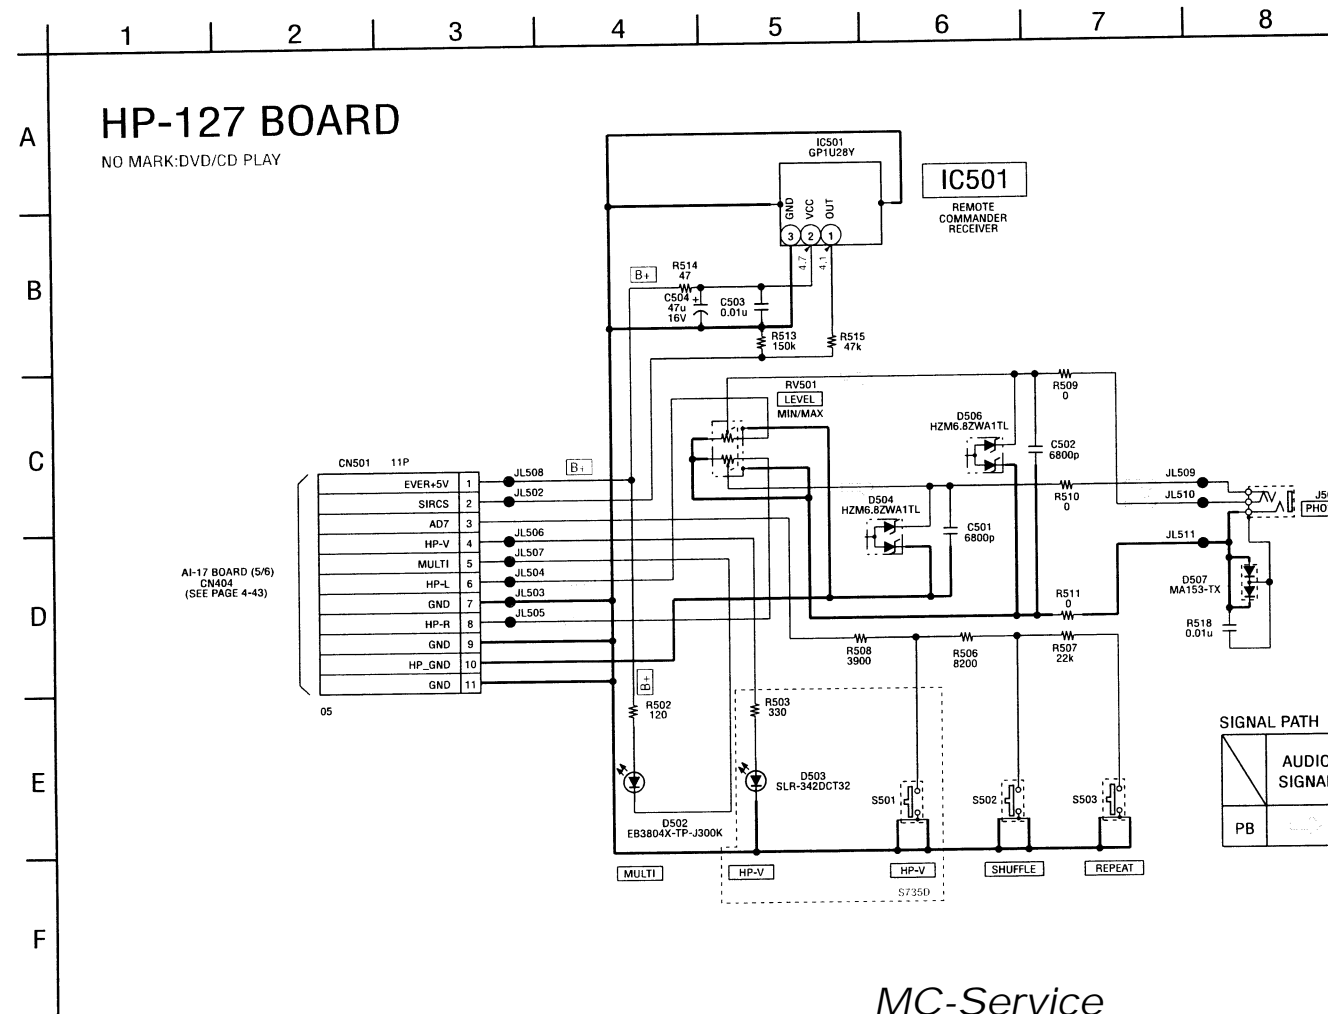 1 2 3 4 5 6 7 8
A
HP-127 BOARD
NO MARK:DVD/CD PLAY
IC501
GP1U28Y
GND VCC OUT
3 2 1
4.7 4.1
IC501
REMOTE
COMMANDER
RECEIVER
B
B+
R514
47
C504
+
47u
16V
C503
0.01u
R513
150k
R515
47k
C
RV501
LEVEL
MIN/MAX
R509
0
D506
HZM6.8ZWA1TL
C502
6800p
CN501 11P
JL508
B+
EVER+5V 1
JL502
SIRCS 2
AD7 3
JL506
HP-V 4
JL507
MULTI 5
JL504
HP-L 6
JL503
GND 7
JL505
HP-R 8
GND 9
HP_GND 10
GND 11
05
D504
HZM6.8ZWA1TL
C501
6800p
R510
0
JL509
JL510
JL511
AI-17 BOARD (5/6)
CN404
(SEE PAGE 4-43)
D
D507
MA153-TX
R511
0
R518
0.01u
R508
3900
R506
8200
R507
22k
B+
R502
120
R503
330
E
D503
SLR-342DCT32
S501
S502
S503
D502
EB3804X-TP-J300K
MULTI
HP-V
HP-V
SHUFFLE
REPEAT
S735D
SIGNAL PATH
PB
F
MC-Service